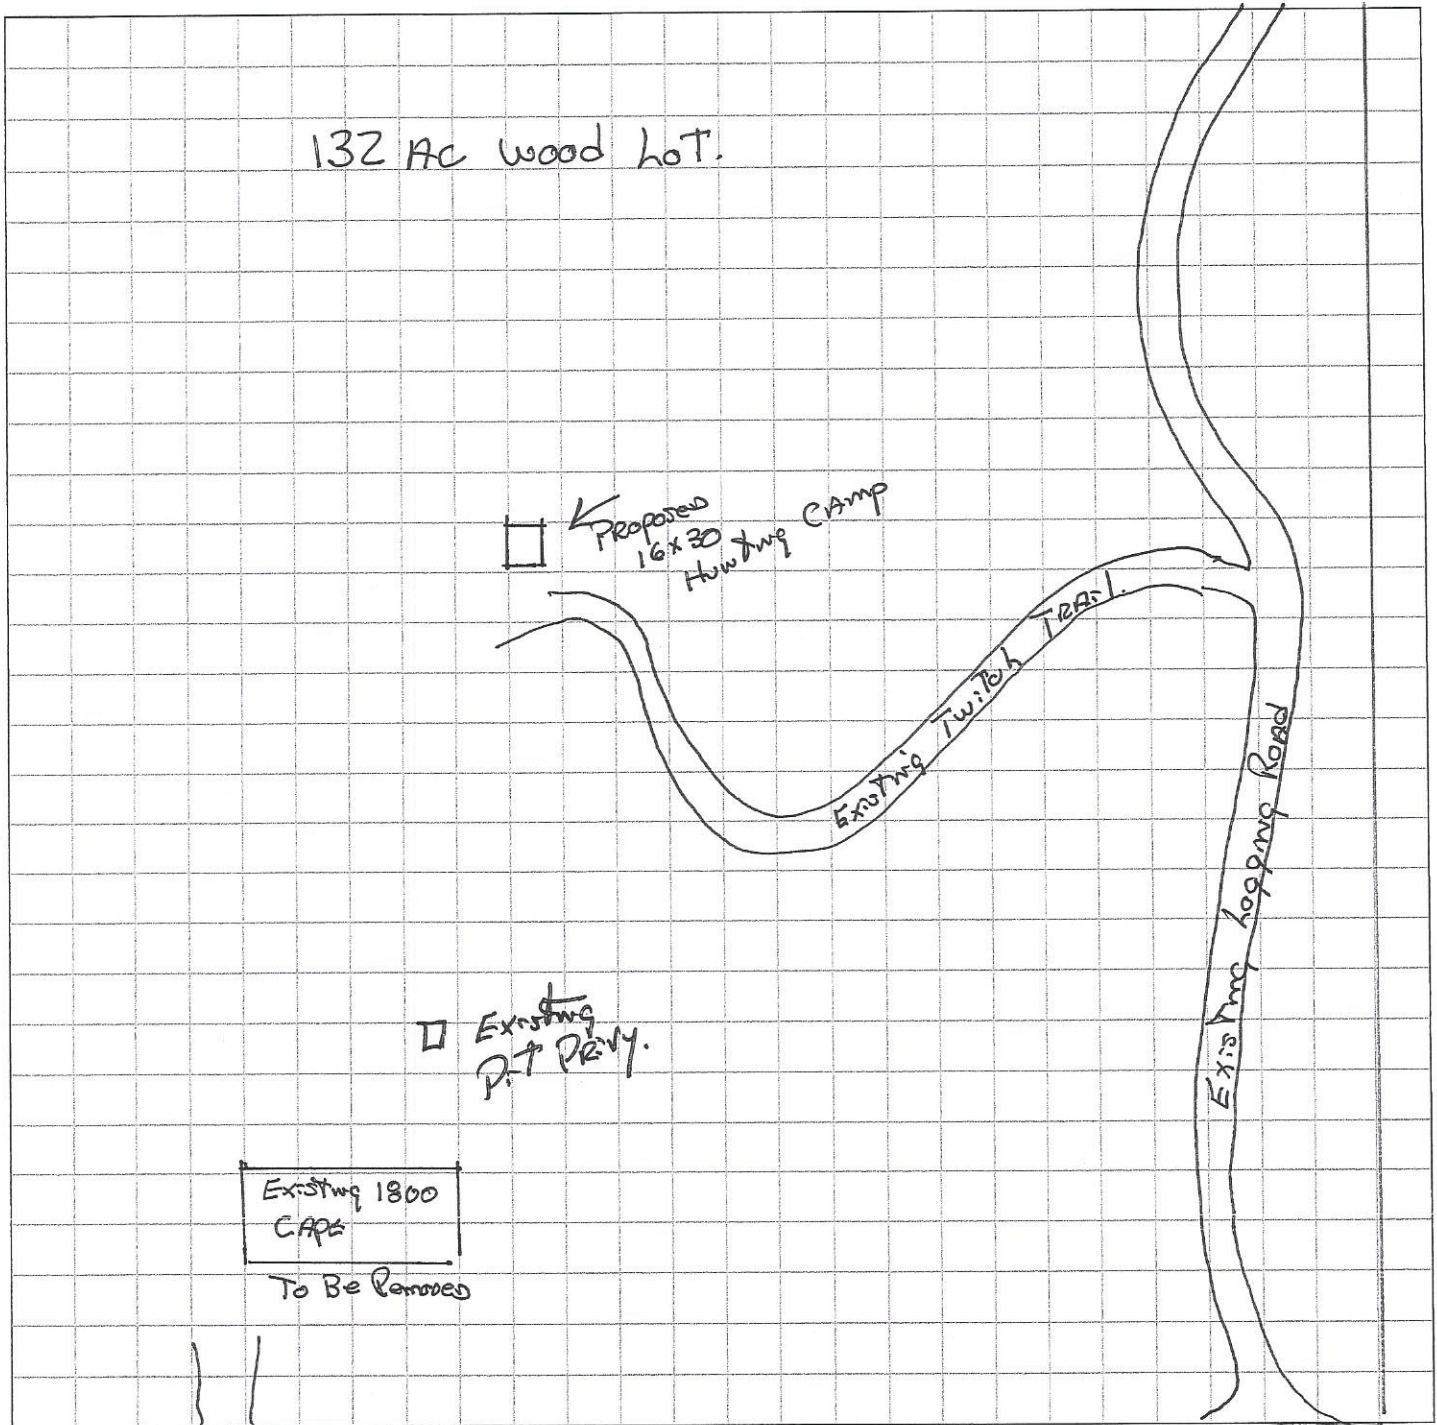 132 AC Wood Lot.
Proposed
16x30
Hunting Camp
Existing Twitch Trail.
Existing Logging Road
Existing
Pit Privy.
Existing 1800
Cape
To Be Removed